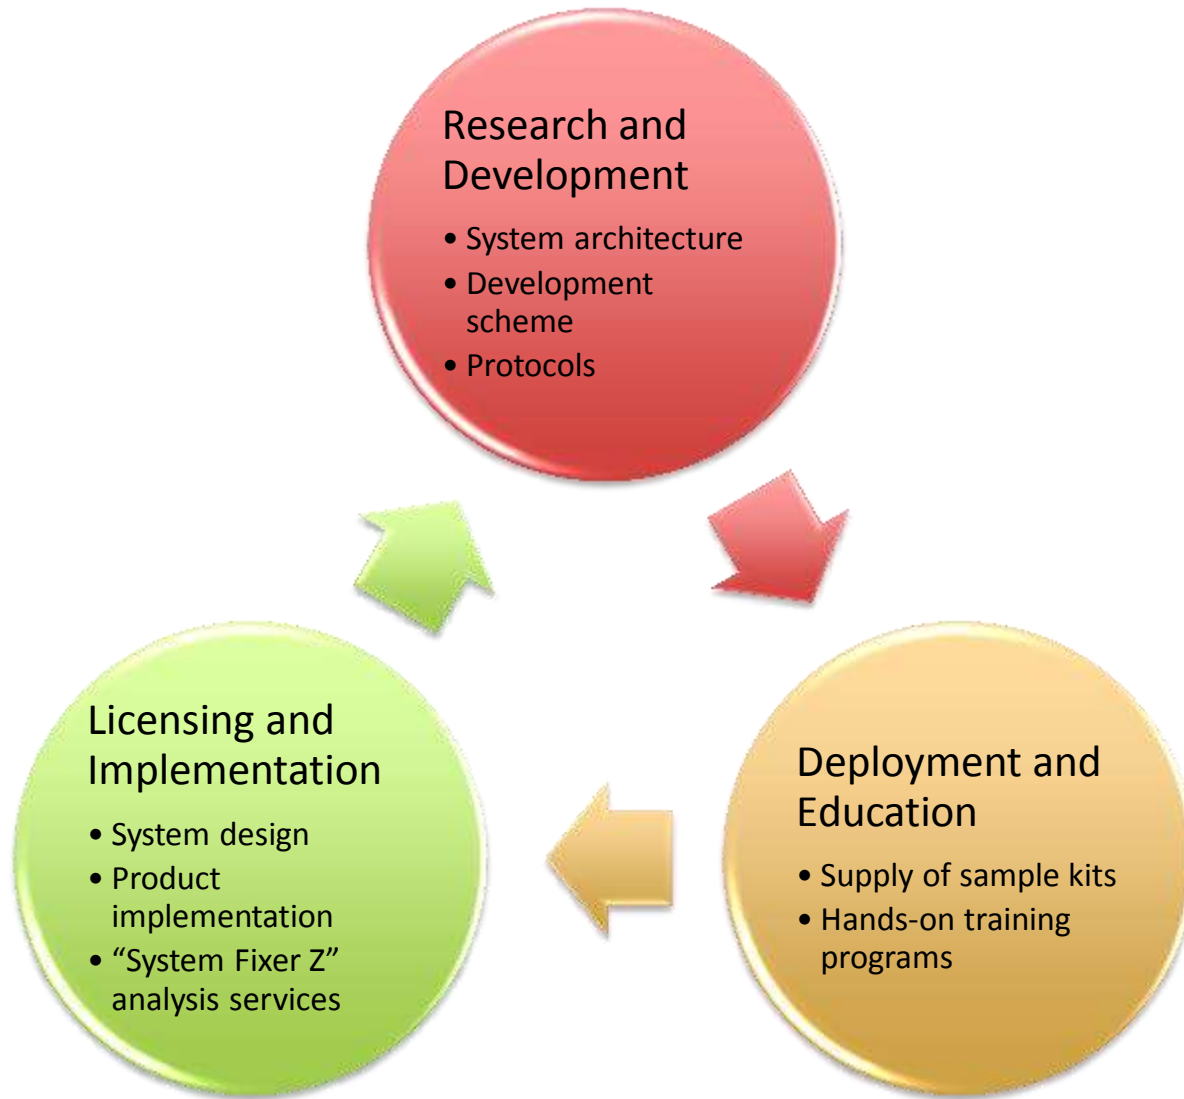 Research and
Development
• System architecture
• Development
scheme
• Protocols
Deployment and
Education
• Supply of sample kits
• Hands-on training
programs
Licensing and
Implementation
• System design
• Product
implementation
• “System Fixer Z”
analysis services